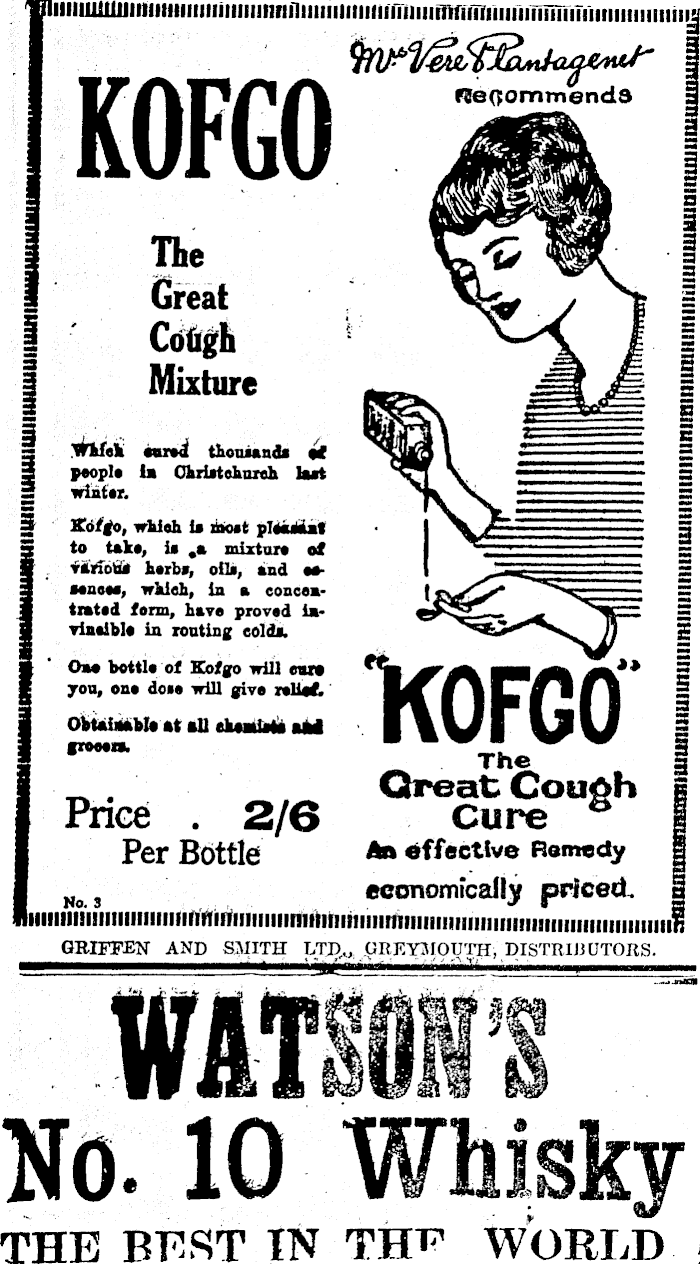 KOFGO
The
Great
Cough
Mixture
Which cured thousands of
people in Christchurch last
winter.
Kofgo, which is most pleasant
to take, is a mixture of
various herbs, oils, and es-
sences, which, in a concen-
trated form, have proved in-
vincible in routing colds.
One bottle of Kofgo will cure
you, one dose will give relief.
Obtainable at all chemists and
grocers.
Price . 2/6
Per Bottle
No. 3
Mrs Vere Plantagenet
Recommends
"KOFGO"
The
Great Cough
Cure
An effective Remedy
economically priced.
GRIFFEN AND SMITH LTD., GREYMOUTH, DISTRIBUTORS.
WATSON'S
No. 10 Whisky
THE BEST IN THE WORLD